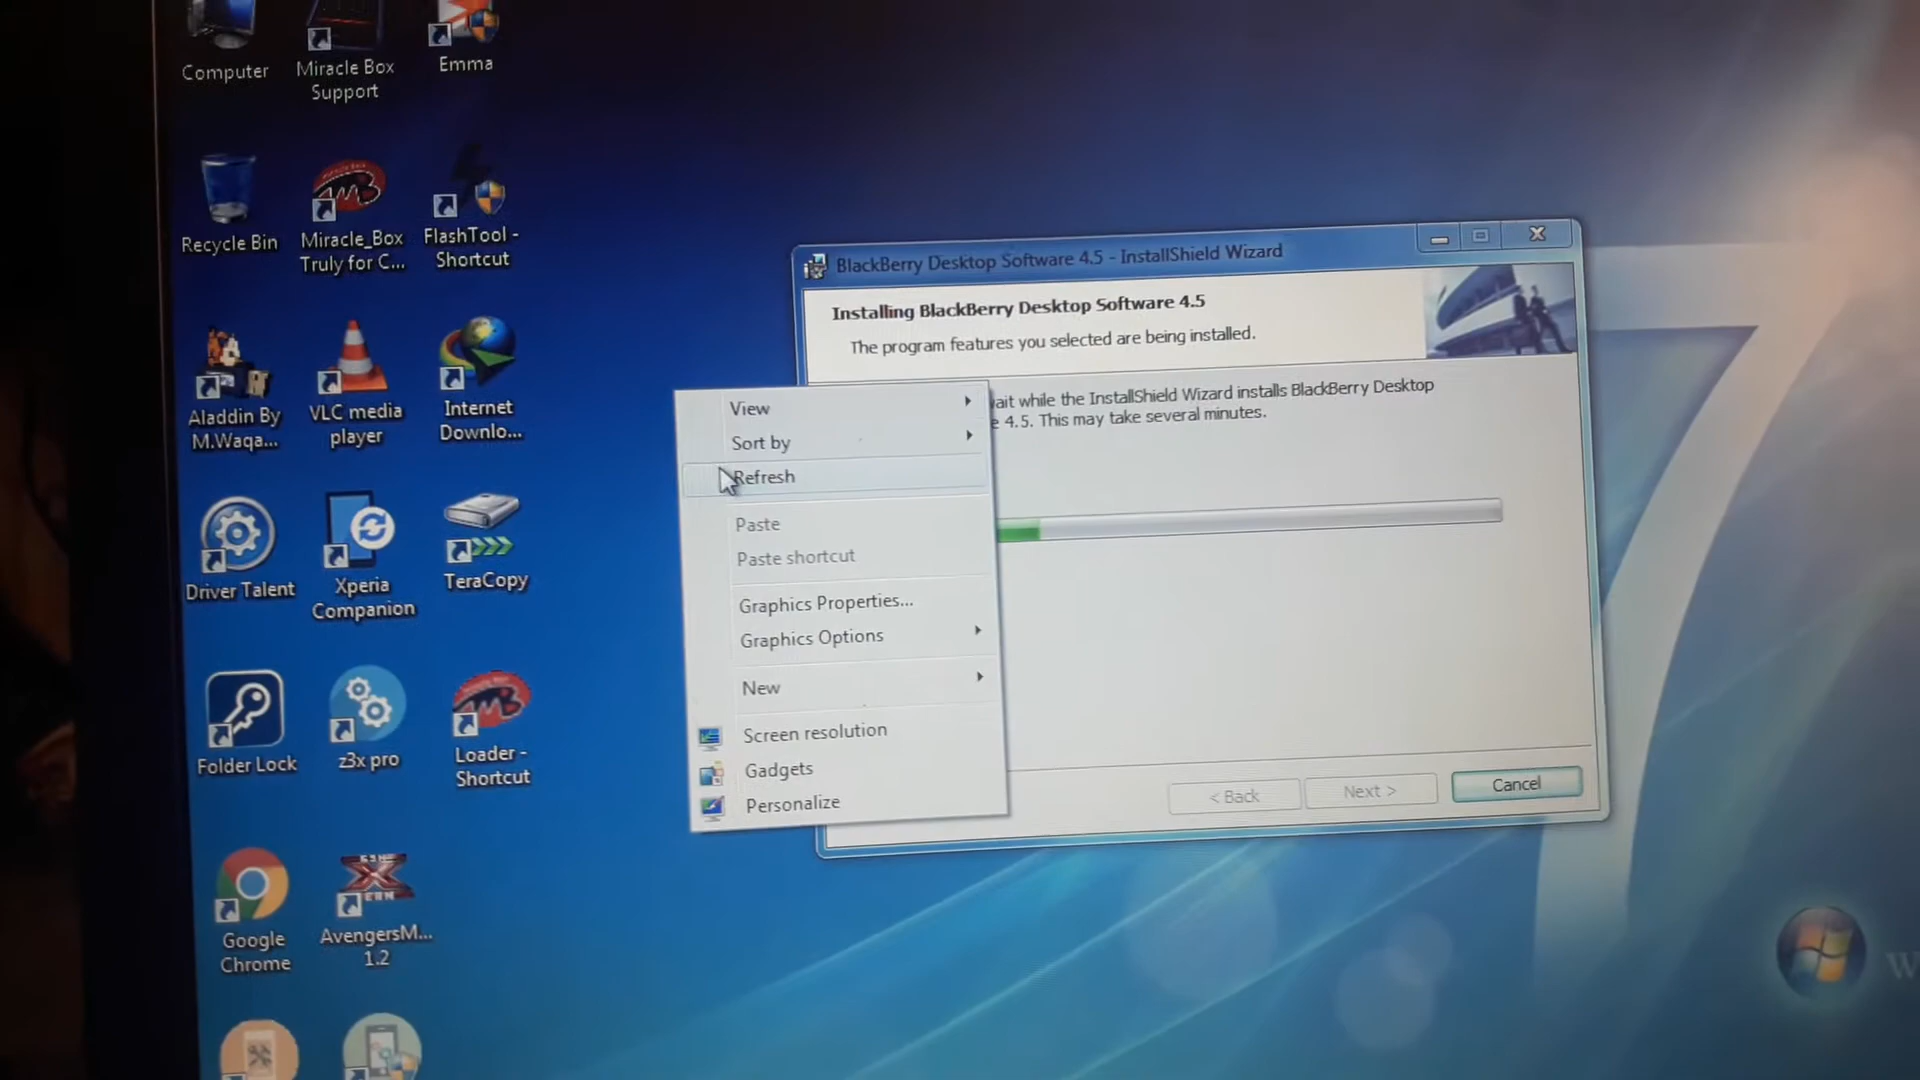 Computer
Miracle Box
Support
Emma
Recycle Bin
Miracle_Box
Truly for C...
FlashTool -
Shortcut
Aladdin By
M.Waqa...
VLC media
player
Internet
Downlo...
Driver Talent
Xperia
Companion
TeraCopy
Folder Lock
z3x pro
Loader -
Shortcut
Google
Chrome
AvengersM...
1.2
BlackBerry Desktop Software 4.5 - InstallShield Wizard
Installing BlackBerry Desktop Software 4.5
The program features you selected are being installed.
ait while the InstallShield Wizard installs BlackBerry Desktop
e 4.5. This may take several minutes.
< Back
Next >
Cancel
View
Sort by
Refresh
Paste
Paste shortcut
Graphics Properties...
Graphics Options
New
Screen resolution
Gadgets
Personalize
7
W